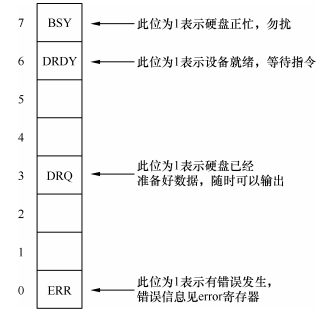 7 BSY 此位为1表示硬盘正忙，勿扰
6 DRDY 此位为1表示设备就绪，等待指令
5
4
此位为1表示硬盘已经
3 DRQ 准备好数据，随时可以输出
2
1
此位为1表示有错误发生，
0 ERR 错误信息见error寄存器